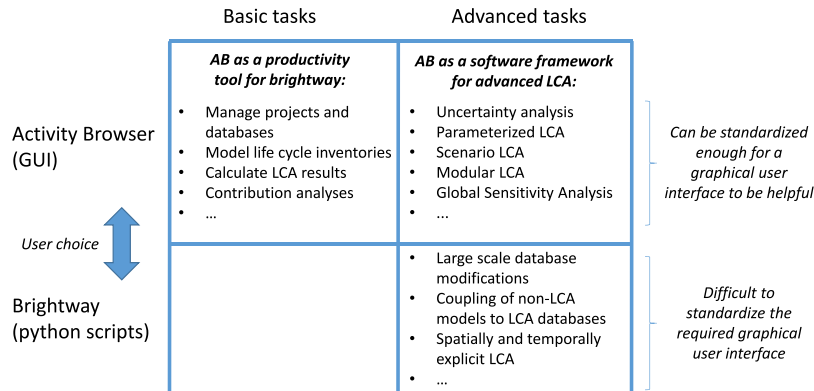 Basic tasks
Advanced tasks
AB as a productivity
tool for brightway:
• Manage projects and
databases
• Model life cycle inventories
• Calculate LCA results
• Contribution analyses
• ...
AB as a software framework
for advanced LCA:
• Uncertainty analysis
• Parameterized LCA
• Scenario LCA
• Modular LCA
• Global Sensitivity Analysis
• ...
Activity Browser
(GUI)
Can be standardized
enough for a
graphical user
interface to be helpful
User choice
Brightway
(python scripts)
• Large scale database
modifications
• Coupling of non-LCA
models to LCA databases
• Spatially and temporally
explicit LCA
• ...
Difficult to
standardize the
required graphical
user interface